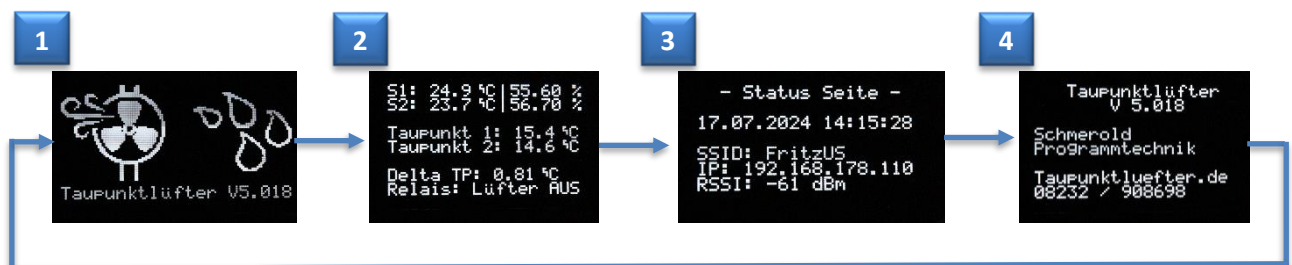 1
Taupunktlüfter V5.018
2
S1: 24.9 °C|55.60 %
S2: 23.7 °C|56.70 %
Taupunkt 1: 15.4 °C
Taupunkt 2: 14.6 °C
Delta TP: 0.81 °C
Relais: Lüfter AUS
3
- Status Seite -
17.07.2024 14:15:28
SSID: FritzUS
IP: 192.168.178.110
RSSI: -61 dBm
4
Taupunktlüfter
V 5.018
Schmerold
Programmtechnik
Taupunktluefter.de
08232 / 908698